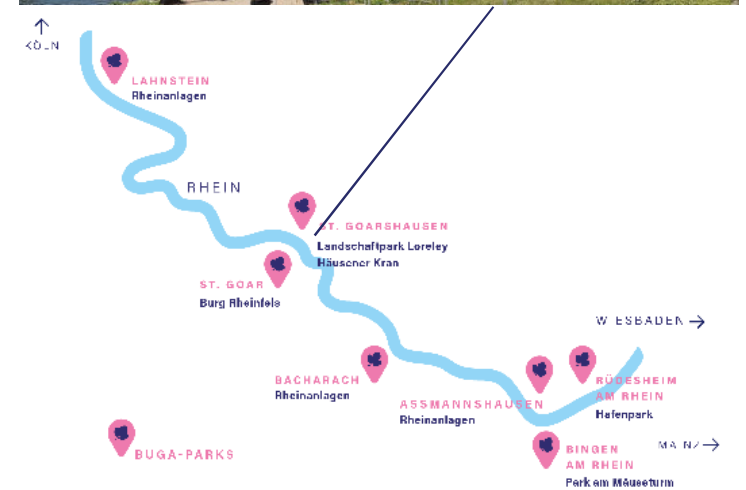 KÖLN
LAHNSTEIN
Rheinanlagen
RHEIN
ST. GOARSHAUSEN
Landschaftpark Loreley
Häusener Kran
ST. GOAR
Burg Rheinfels
WIESBADEN
BACHARACH
Rheinanlagen
ASSMANNSHAUSEN
Rheinanlagen
RÜDESHEIM
AM RHEIN
Hafenpark
BUGA-PARKS
BINGEN
AM RHEIN
Park am Mäuseturm
MAINZ